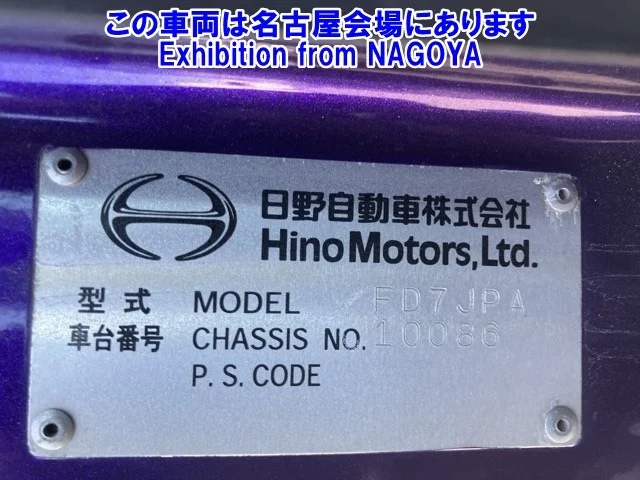 この車両は名古屋会場にあります
Exhibition from NAGOYA
日野自動車株式会社
Hino Motors, Ltd.
型式 MODEL FD7JPA
車台番号 CHASSIS NO. 10086
P. S. CODE